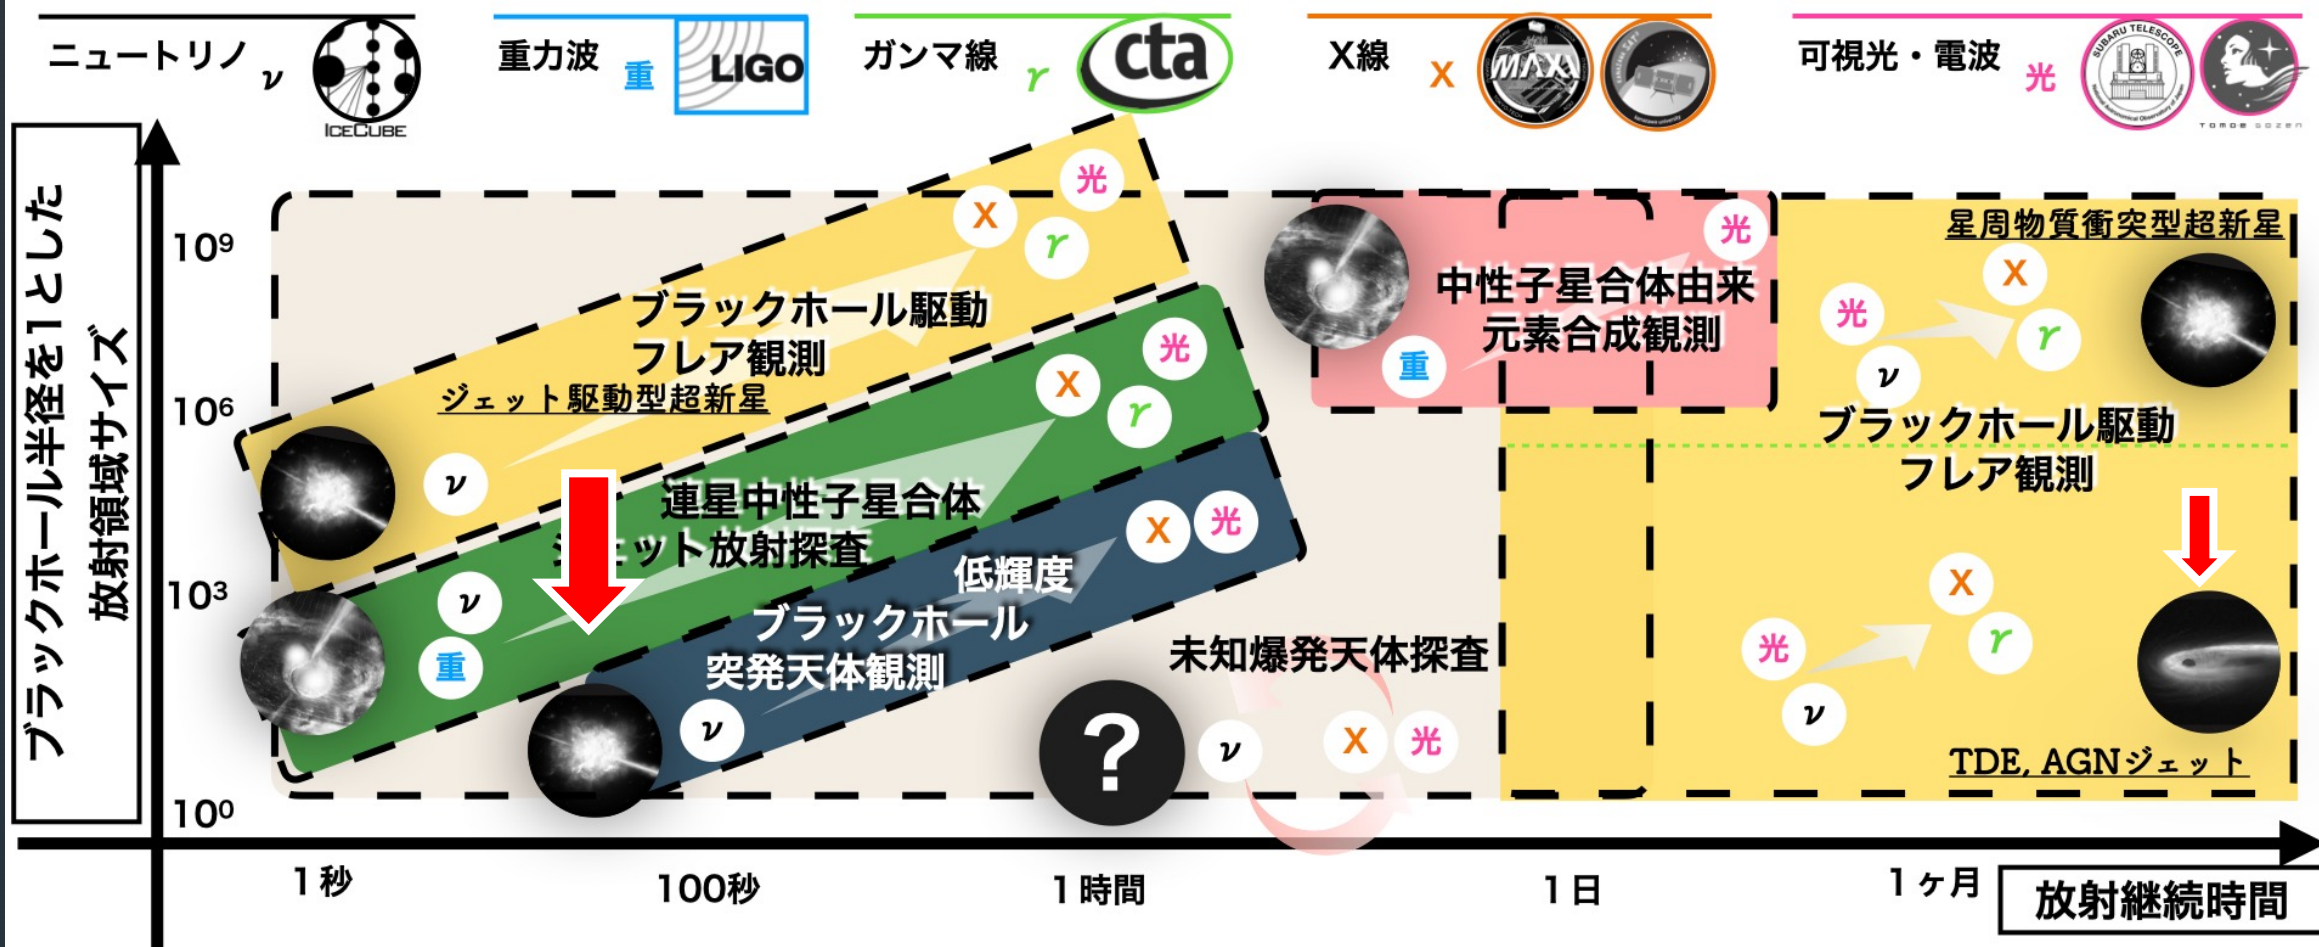 ニュートリノ ν
ICECUBE
重力波 重
LIGO
ガンマ線 r
cta
X線 X
MAXI
可視光・電波 光
SUBARU TELESCOPE
National Astronomical Observatory of Japan
TOMOE GOZEN
ブラックホール半径を1とした
放射領域サイズ
10⁹
10⁶
10³
10⁰
X 光
r
ブラックホール駆動
フレア観測
ジェット駆動型超新星
ν
X 光
r
連星中性子星合体
ット放射探査
ν
重
X 光
低輝度
ブラックホール
突発天体観測
ν
光
中性子星合体由来
元素合成観測
重
未知爆発天体探査
?
ν
X 光
星周物質衝突型超新星
X
光
r
ν
ブラックホール駆動
フレア観測
X
光
r
ν
TDE, AGNジェット
1秒
100秒
1時間
1日
1ヶ月
放射継続時間